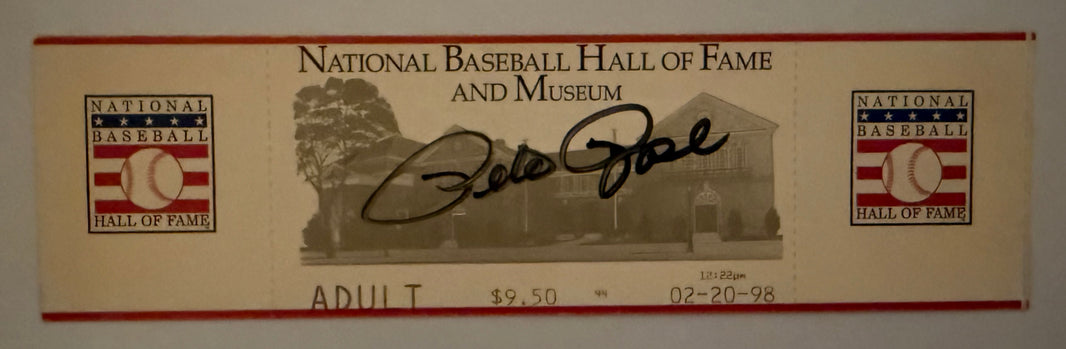 NATIONAL BASEBALL HALL OF FAME
AND MUSEUM
NATIONAL
BASEBALL
HALL OF FAME
Pete Rose
NATIONAL
BASEBALL
HALL OF FAME
12:22pm
ADULT $9.50 44 02-20-98